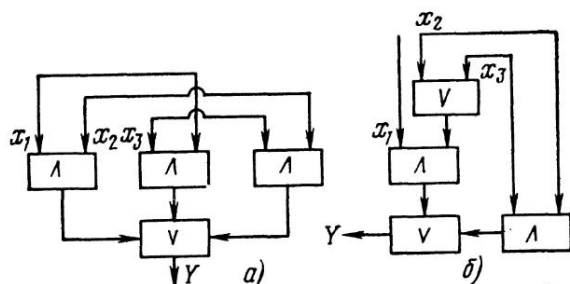 x₂
x₃
V
x₁ x₂ x₃ x₁
Λ Λ Λ Λ
V Y V Λ
Y а) б)